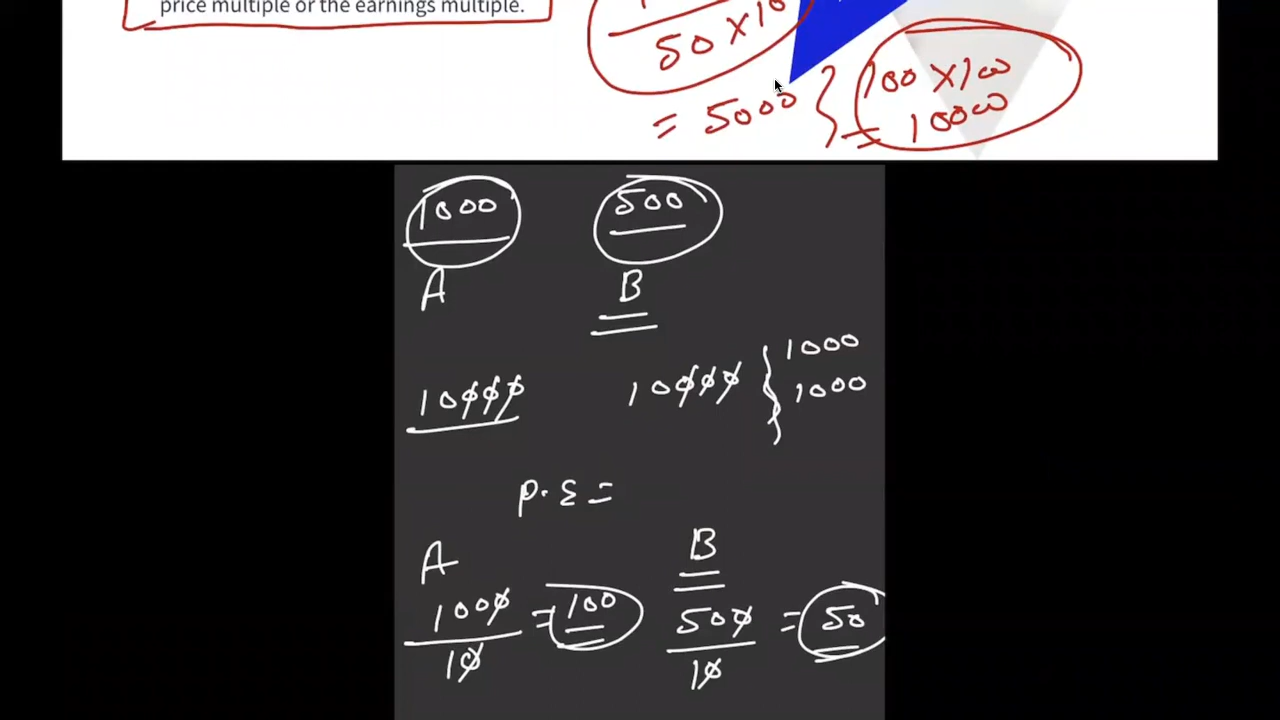 price multiple or the earnings multiple.
50 x 10
= 5000 } 100 x 100
= 10000
1000 500
A B
10000 10000 } 1000
1000
P.E =
A B
1000 = 100 500 = 50
10 10